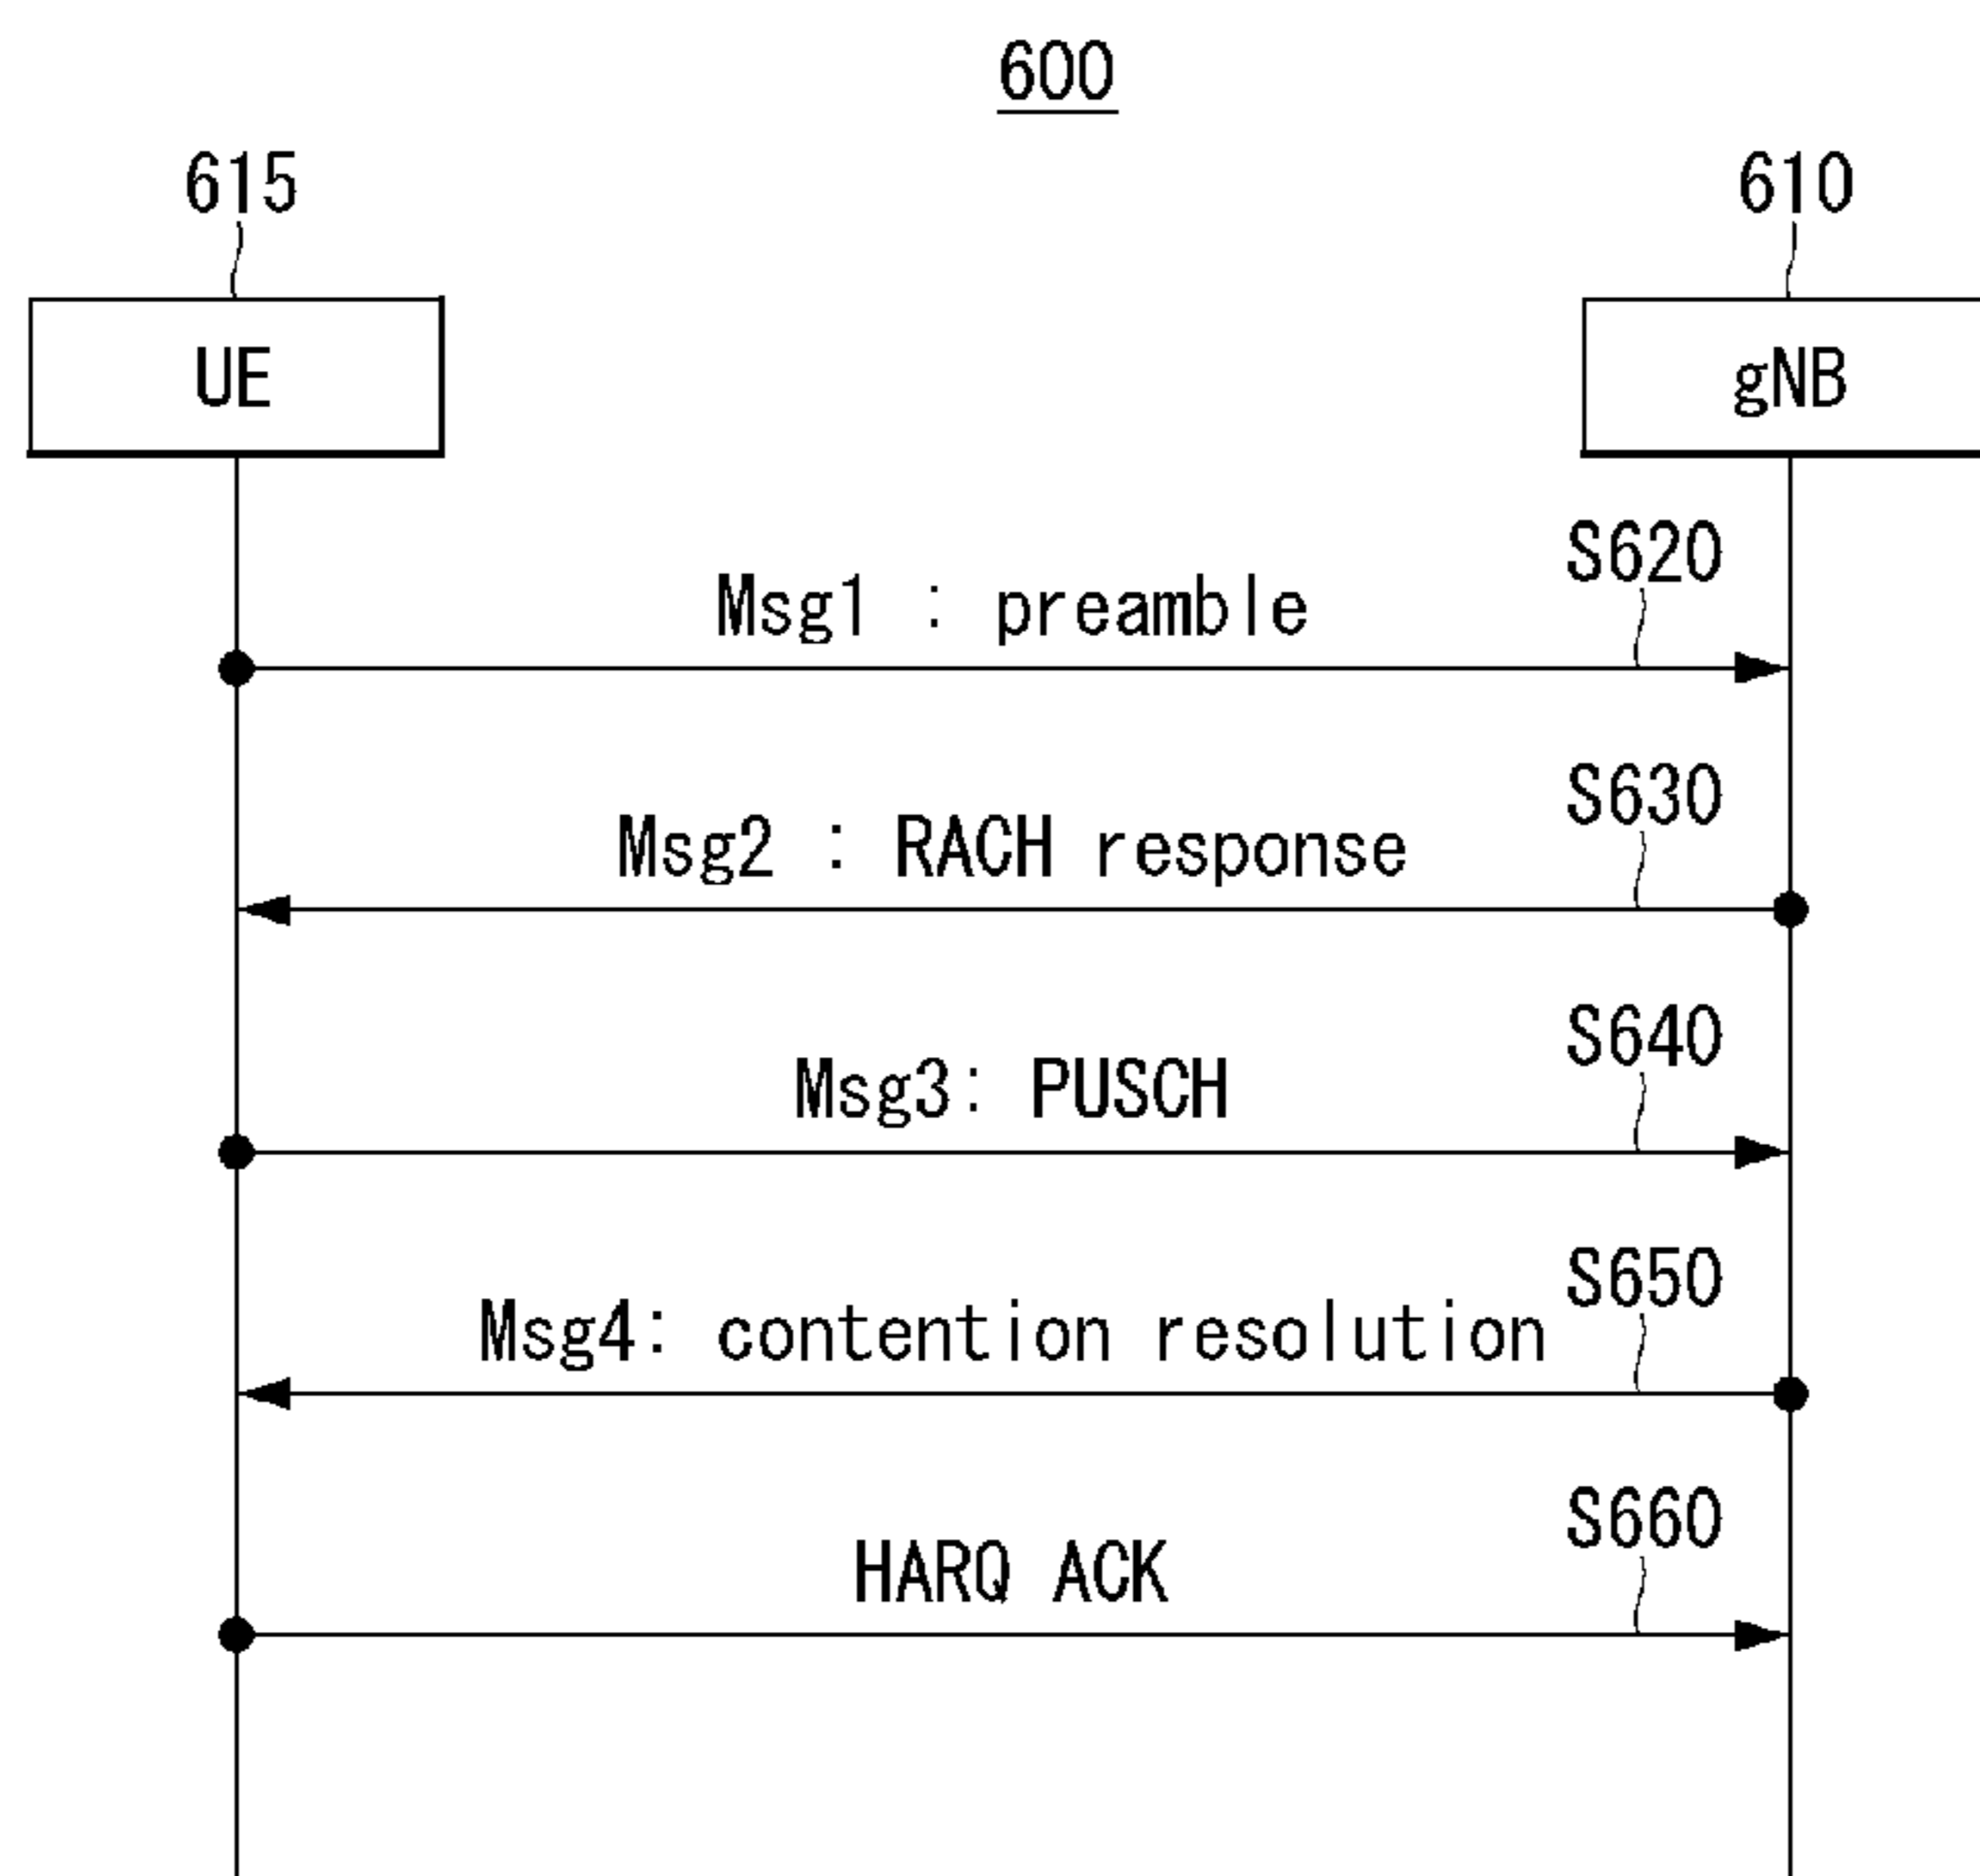 600
615
610
UE
gNB
S620
Msg1 : preamble
S630
Msg2 : RACH response
S640
Msg3: PUSCH
S650
Msg4: contention resolution
S660
HARQ ACK